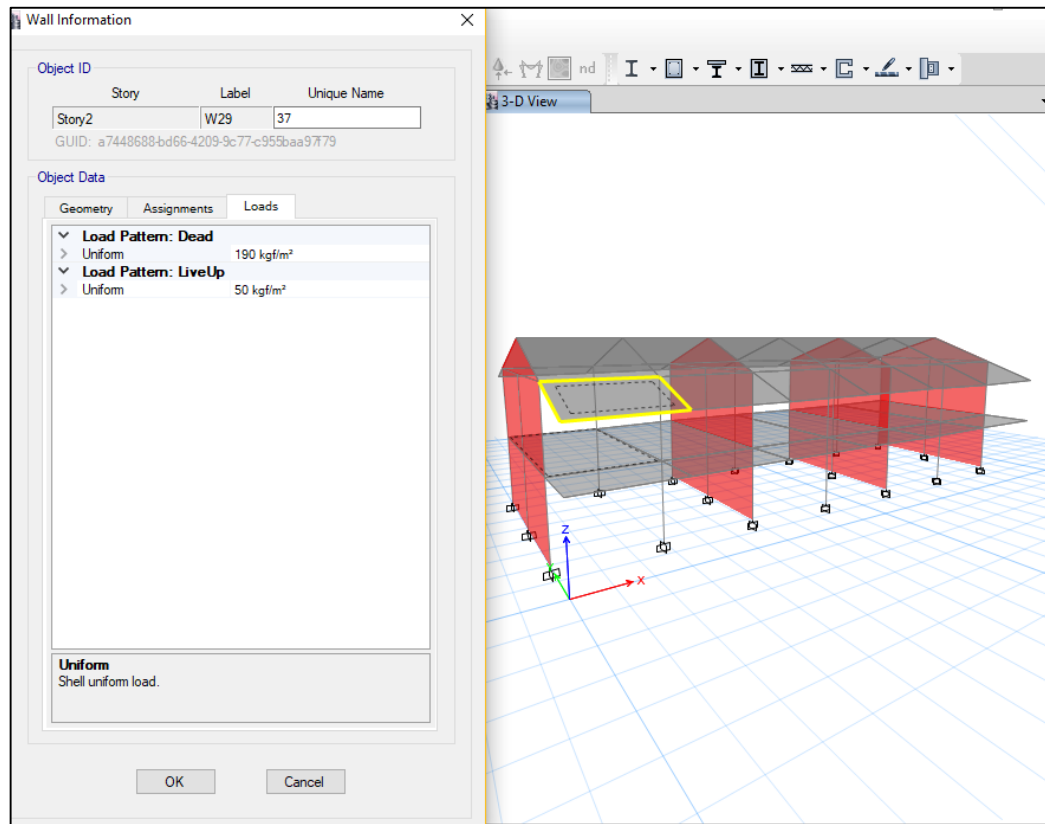 Wall Information
Object ID
Story Label Unique Name
Story2 W29 37
GUID: a7448688-bd66-4209-9c77-c955baa97f79
Object Data
Geometry Assignments Loads
Load Pattern: Dead
Uniform 190 kgf/m²
Load Pattern: LiveUp
Uniform 50 kgf/m²
Uniform
Shell uniform load.
OK Cancel
nd
3-D View
Z
X